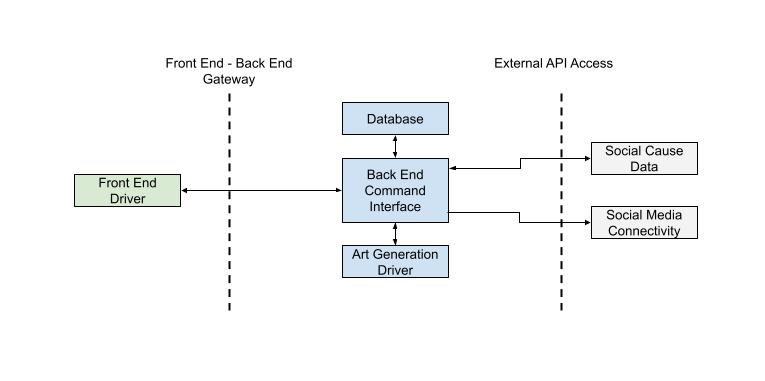 Front End - Back End
Gateway
External API Access
Database
Social Cause
Data
Back End
Command
Interface
Front End
Driver
Social Media
Connectivity
Art Generation
Driver